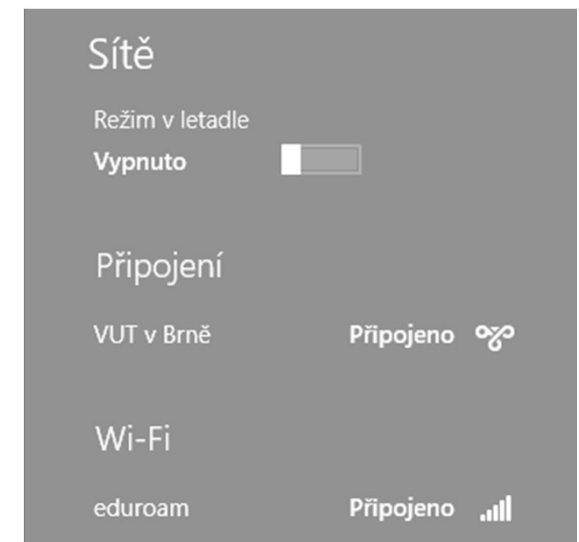 Sítě
Režim v letadle
Vypnuto
Připojení
VUT v Brně Připojeno
Wi-Fi
eduroam Připojeno